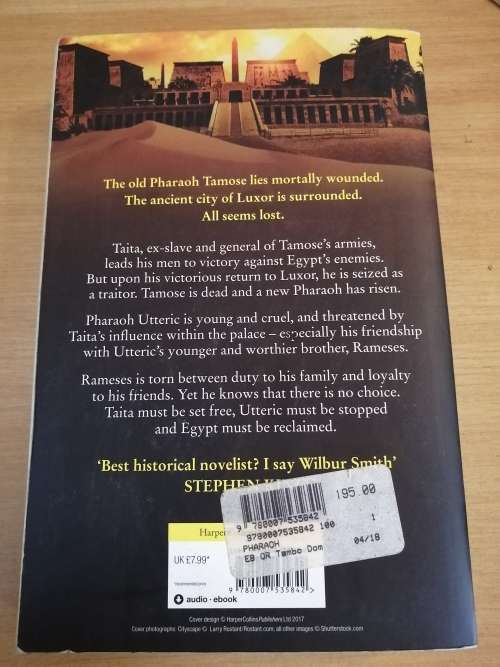 The old Pharaoh Tamose lies mortally wounded.
The ancient city of Luxor is surrounded.
All seems lost.
Taita, ex-slave and general of Tamose's armies,
leads his men to victory against Egypt's enemies.
But upon his victorious return to Luxor, he is seized as
a traitor. Tamose is dead and a new Pharaoh has risen.
Pharaoh Utteric is young and cruel, and threatened by
Taita's influence within the palace – especially his friendship
with Utteric's younger and worthier brother, Rameses.
Rameses is torn between duty to his family and loyalty
to his friends. Yet he knows that there is no choice.
Taita must be set free, Utteric must be stopped
and Egypt must be reclaimed.
'Best historical novelist? I say Wilbur Smith'
STEPHEN
195.00
9 780007 535842
9780007535842 100 1
PHARAOH
EB OR Tambo Dom 04/18
Harper
UK £7.99*
*recommended price
audio · ebook
9 780007 535842 >
Cover design © HarperCollinsPublishers Ltd 2017
Cover photographs: Cityscape © Larry Rostant/Rostant.com; all other images © Shutterstock.com